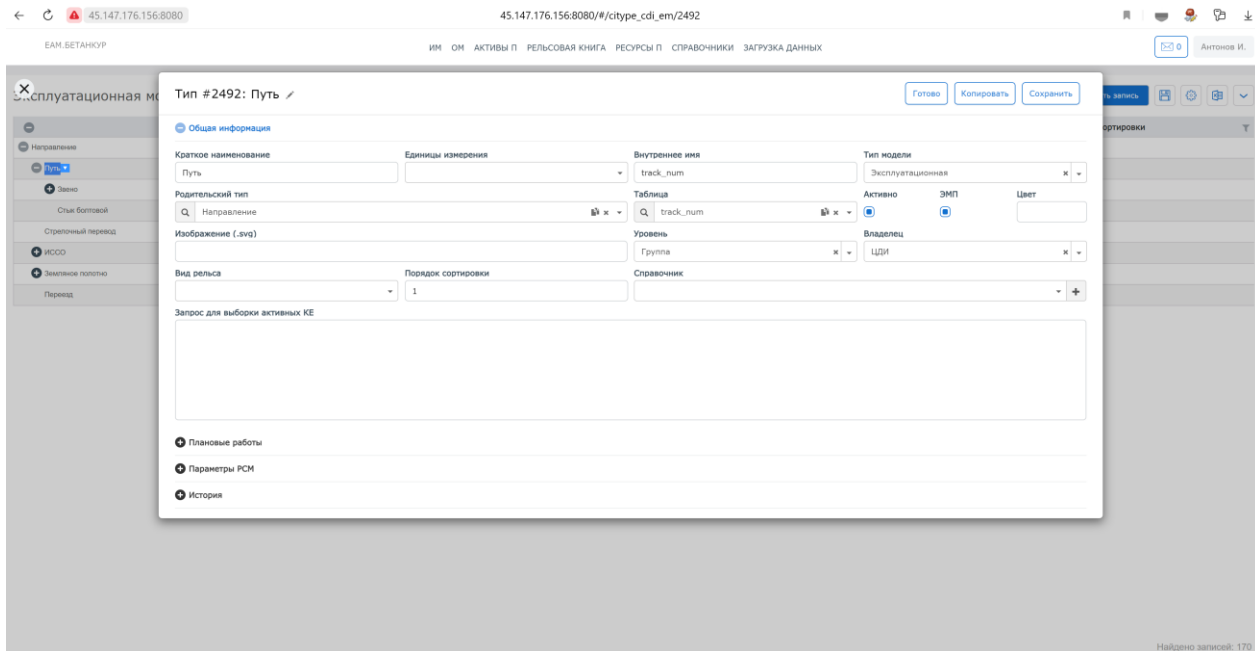 45.147.176.156:8080
45.147.176.156:8080/#/citype_cdi_em/2492
ЕАМ.БЕТАНКУР
ИМ ОМ АКТИВЫ П РЕЛЬСОВАЯ КНИГА РЕСУРСЫ П СПРАВОЧНИКИ ЗАГРУЗКА ДАННЫХ
0
Антонов И.
Тип #2492: Путь
Готово
Копировать
Сохранить
ь запись
ортировки
Направление
Путь
Звено
Стык болтовой
Стрелочный перевод
ИССО
Земляное полотно
Переезд
Общая информация
Краткое наименование Единицы измерения Внутреннее имя Тип модели
Путь track_num Эксплуатационная
Родительский тип Таблица Активно ЭМП Цвет
Направление track_num
Изображение (.svg) Уровень Владелец
Группа ЦДИ
Вид рельса Порядок сортировки Справочник
1
Запрос для выборки активных КЕ
Плановые работы
Параметры РСМ
История
Найдено записей: 170